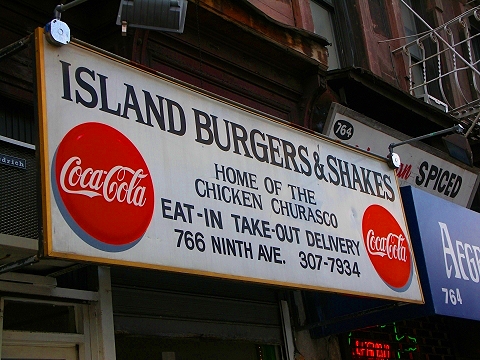 ISLAND BURGERS & SHAKES
HOME OF THE
CHICKEN CHURASCO
EAT-IN TAKE-OUT DELIVERY
766 NINTH AVE. 307-7934
Coca-Cola
Coca-Cola
764
SPICED
764